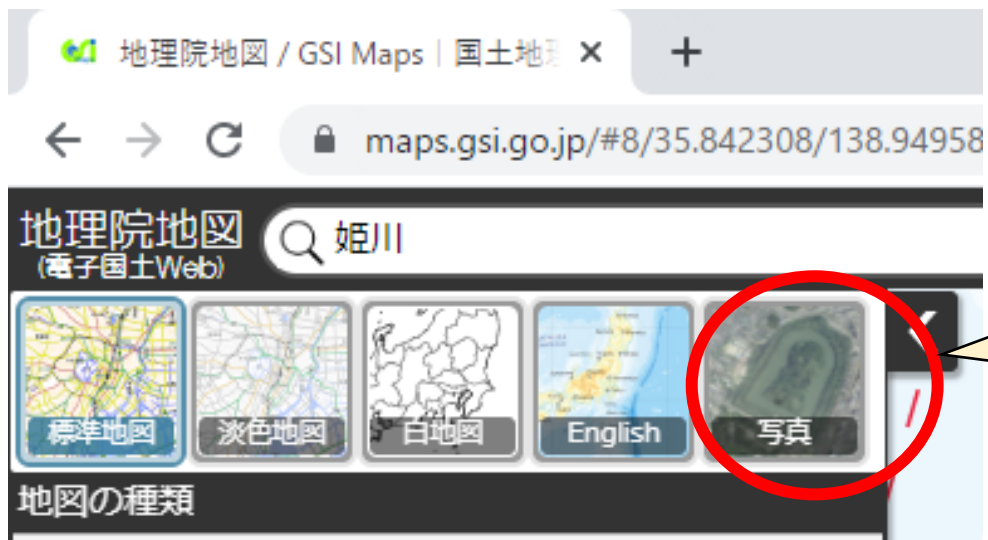 地理院地図 / GSI Maps｜国土地
maps.gsi.go.jp/#8/35.842308/138.94958
地理院地図
(電子国土Web)
姫川
標準地図
淡色地図
白地図
English
写真
地図の種類